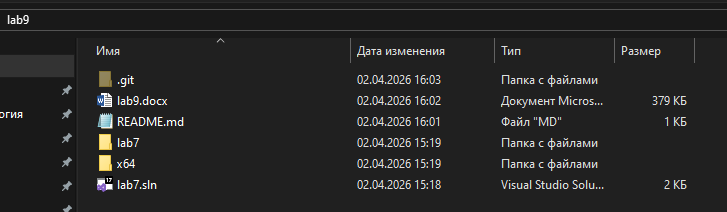 lab9
Имя Дата изменения Тип Размер
.git 02.04.2026 16:03 Папка с файлами
lab9.docx 02.04.2026 16:02 Документ Micros... 379 КБ
огия README.md 02.04.2026 16:01 Файл "MD" 1 КБ
lab7 02.04.2026 15:19 Папка с файлами
x64 02.04.2026 15:19 Папка с файлами
lab7.sln 02.04.2026 15:18 Visual Studio Solu... 2 КБ